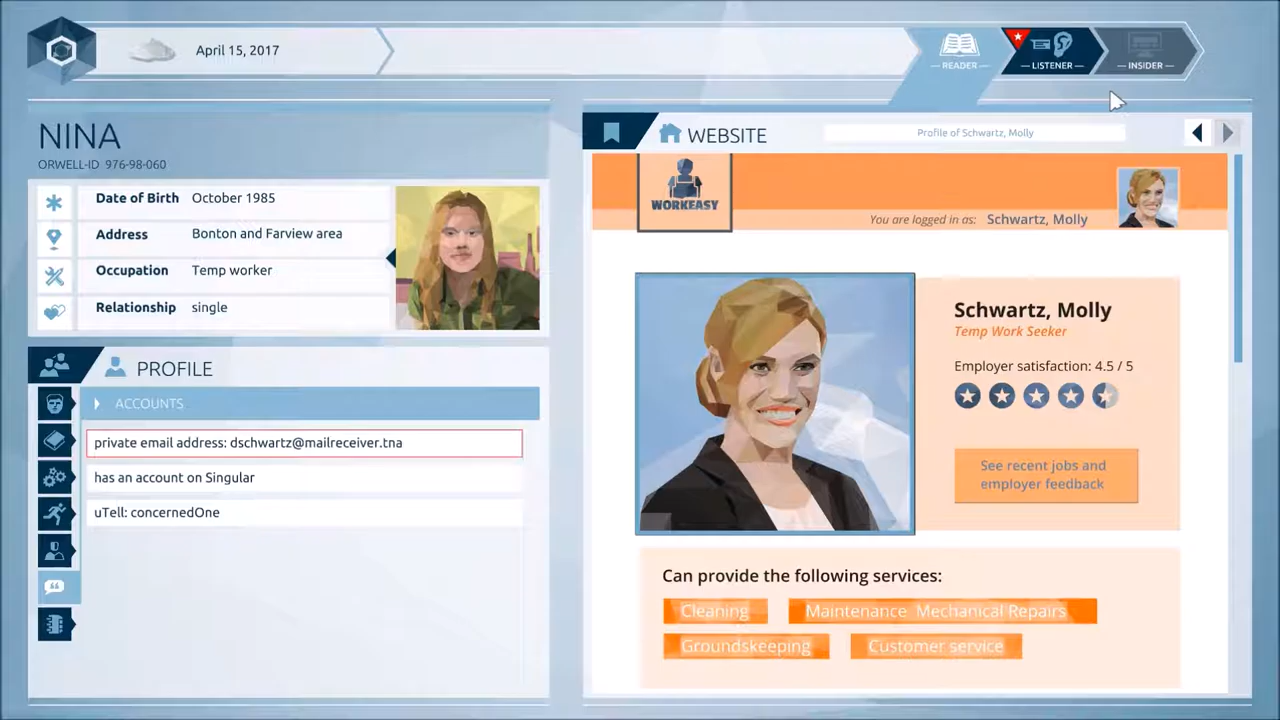 April 15, 2017
READER
LISTENER
INSIDER
NINA
ORWELL-ID 976-98-060
Date of Birth October 1985
Address Bonton and Farview area
Occupation Temp worker
Relationship single
PROFILE
ACCOUNTS
private email address: dschwartz@mailreceiver.tna
has an account on Singular
uTell: concernedOne
WEBSITE
Profile of Schwartz, Molly
WORKEASY
You are logged in as: Schwartz, Molly
Schwartz, Molly
Temp Work Seeker
Employer satisfaction: 4.5 / 5
See recent jobs and
employer feedback
Can provide the following services:
Cleaning Maintenance Mechanical Repairs
Groundskeeping Customer service